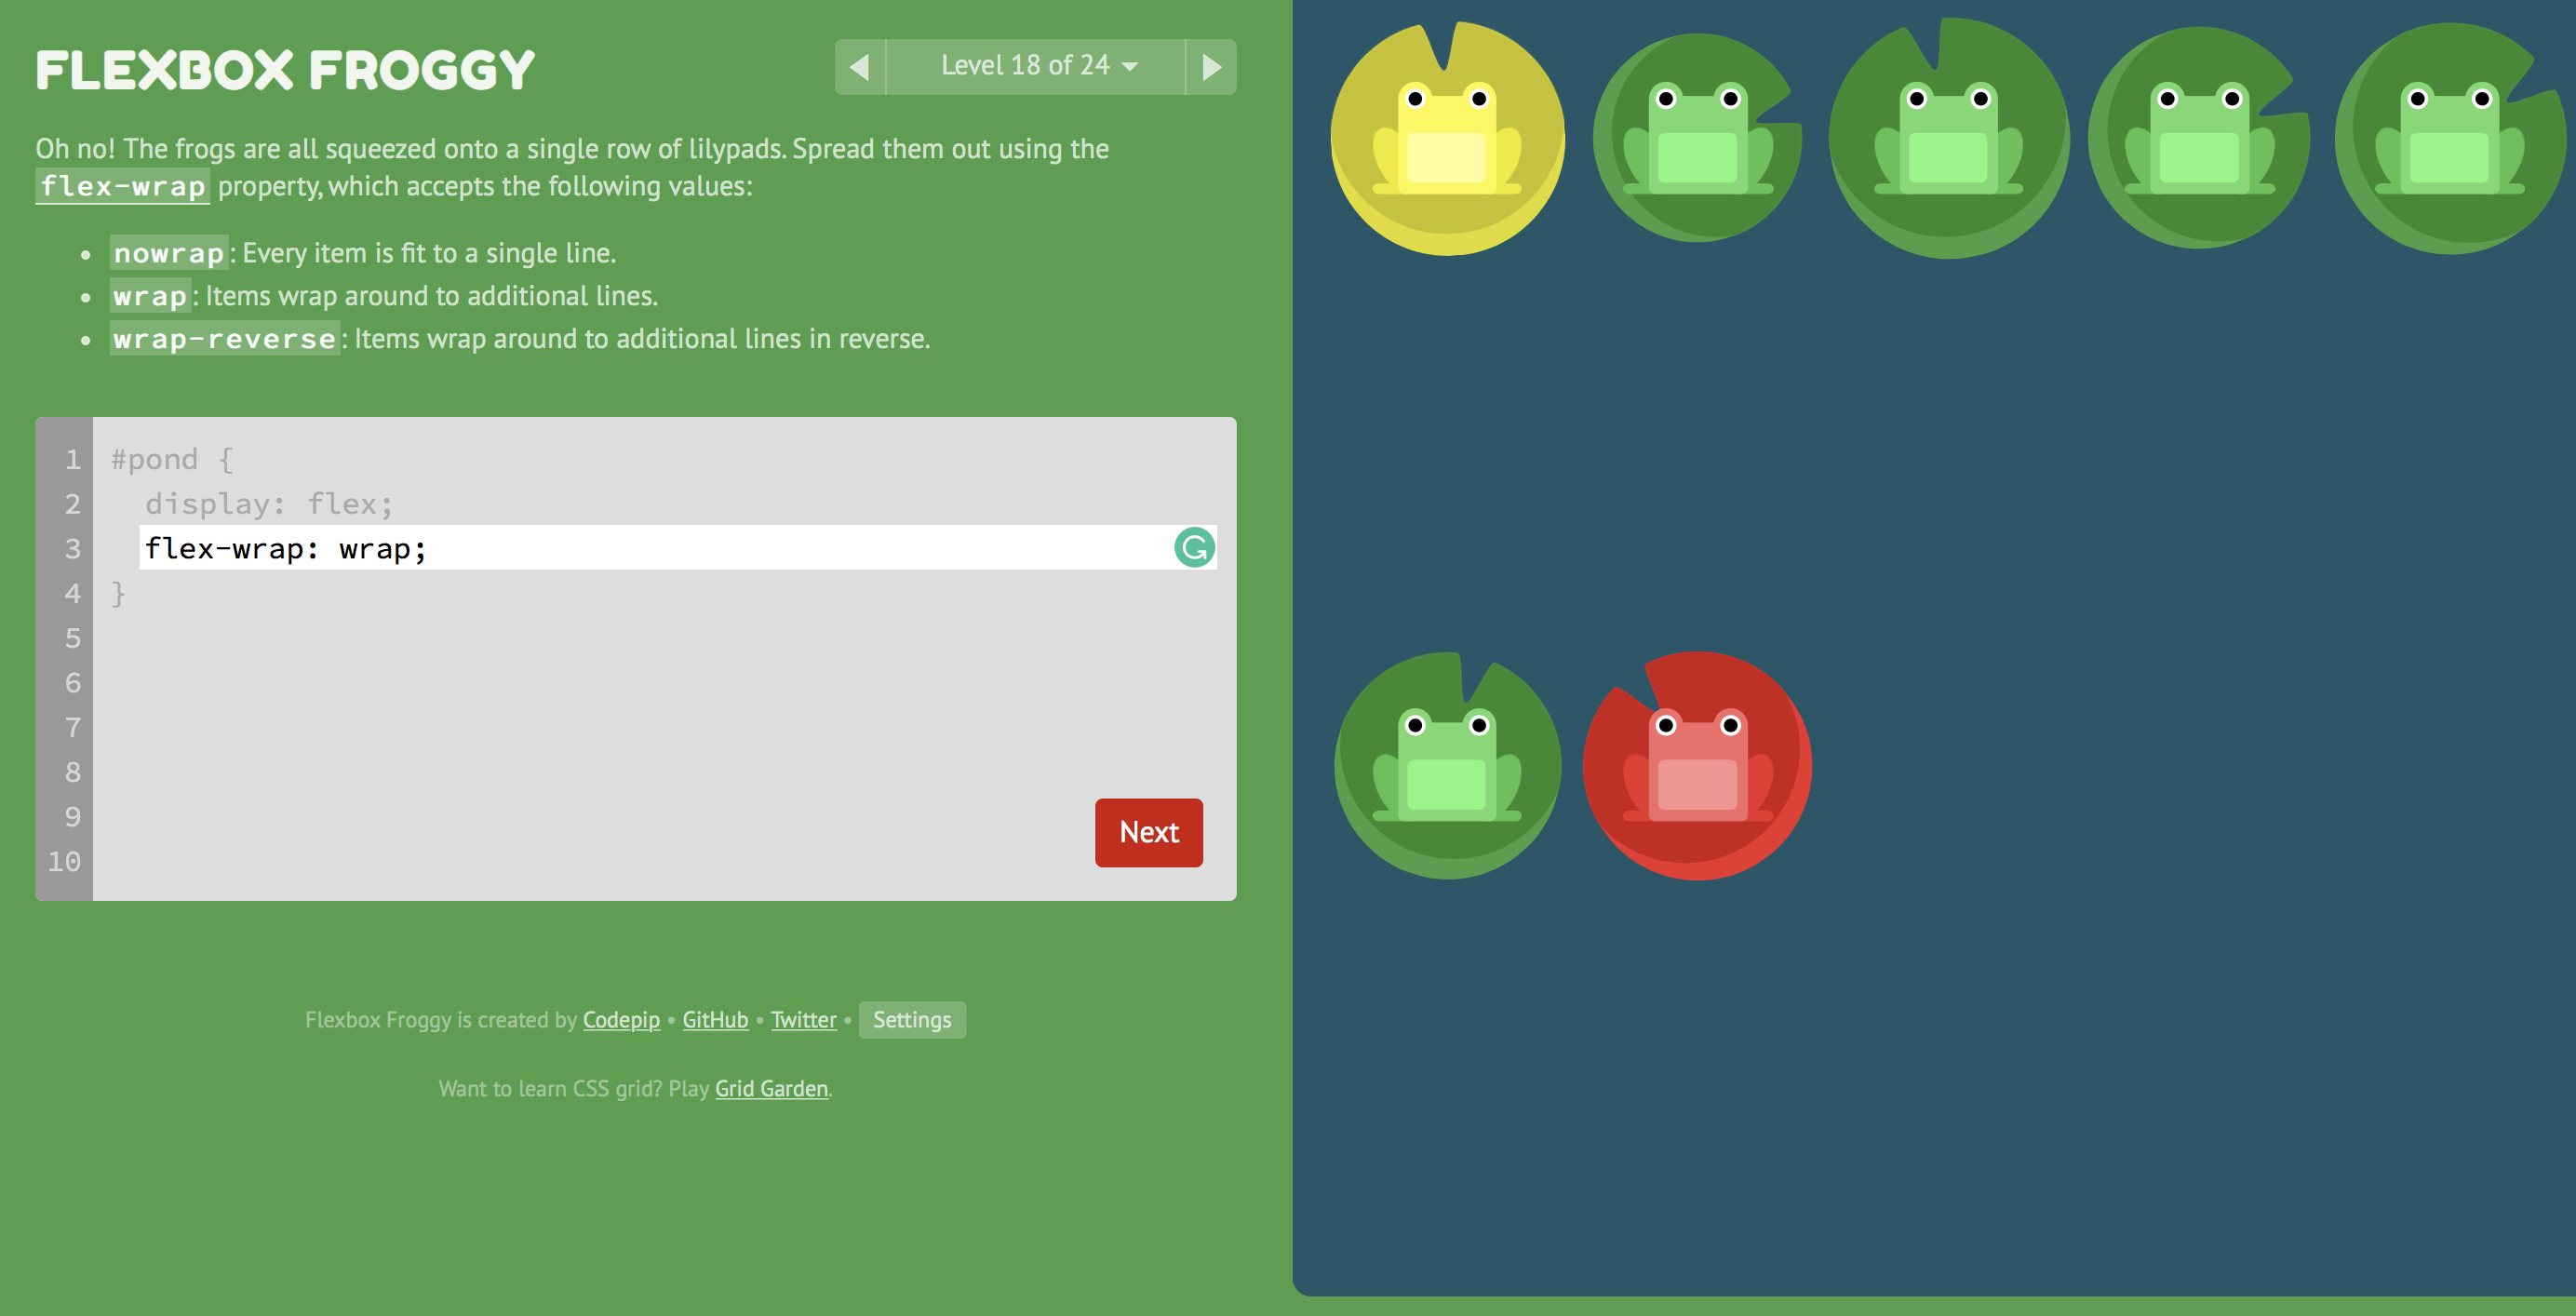 FLEXBOX FROGGY
Level 18 of 24
Oh no! The frogs are all squeezed onto a single row of lilypads. Spread them out using the
flex-wrap property, which accepts the following values:
nowrap: Every item is fit to a single line.
wrap: Items wrap around to additional lines.
wrap-reverse: Items wrap around to additional lines in reverse.
1 #pond {
2 display: flex;
3 flex-wrap: wrap;
4 }
5
6
7
8
9
10
Next
Flexbox Froggy is created by Codepip • GitHub • Twitter • Settings
Want to learn CSS grid? Play Grid Garden.